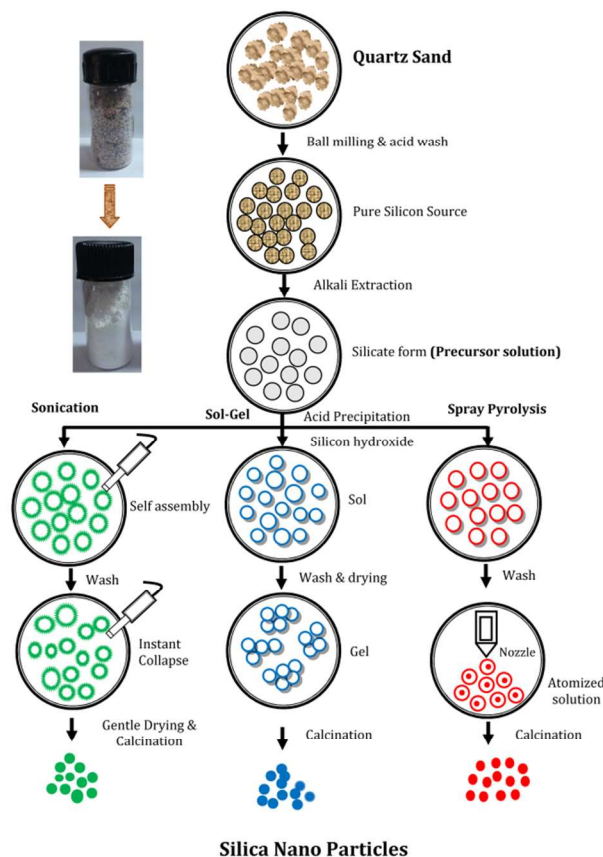 Quartz Sand
Ball milling & acid wash
Pure Silicon Source
Alkali Extraction
Silicate form (Precursor solution)
Sonication
Sol-Gel
Acid Precipitation
Spray Pyrolysis
Silicon hydroxide
Self assembly
Sol
Wash
Wash & drying
Wash
Instant
Collapse
Gel
Nozzle
Atomized
solution
Gentle Drying &
Calcination
Calcination
Calcination
Silica Nano Particles